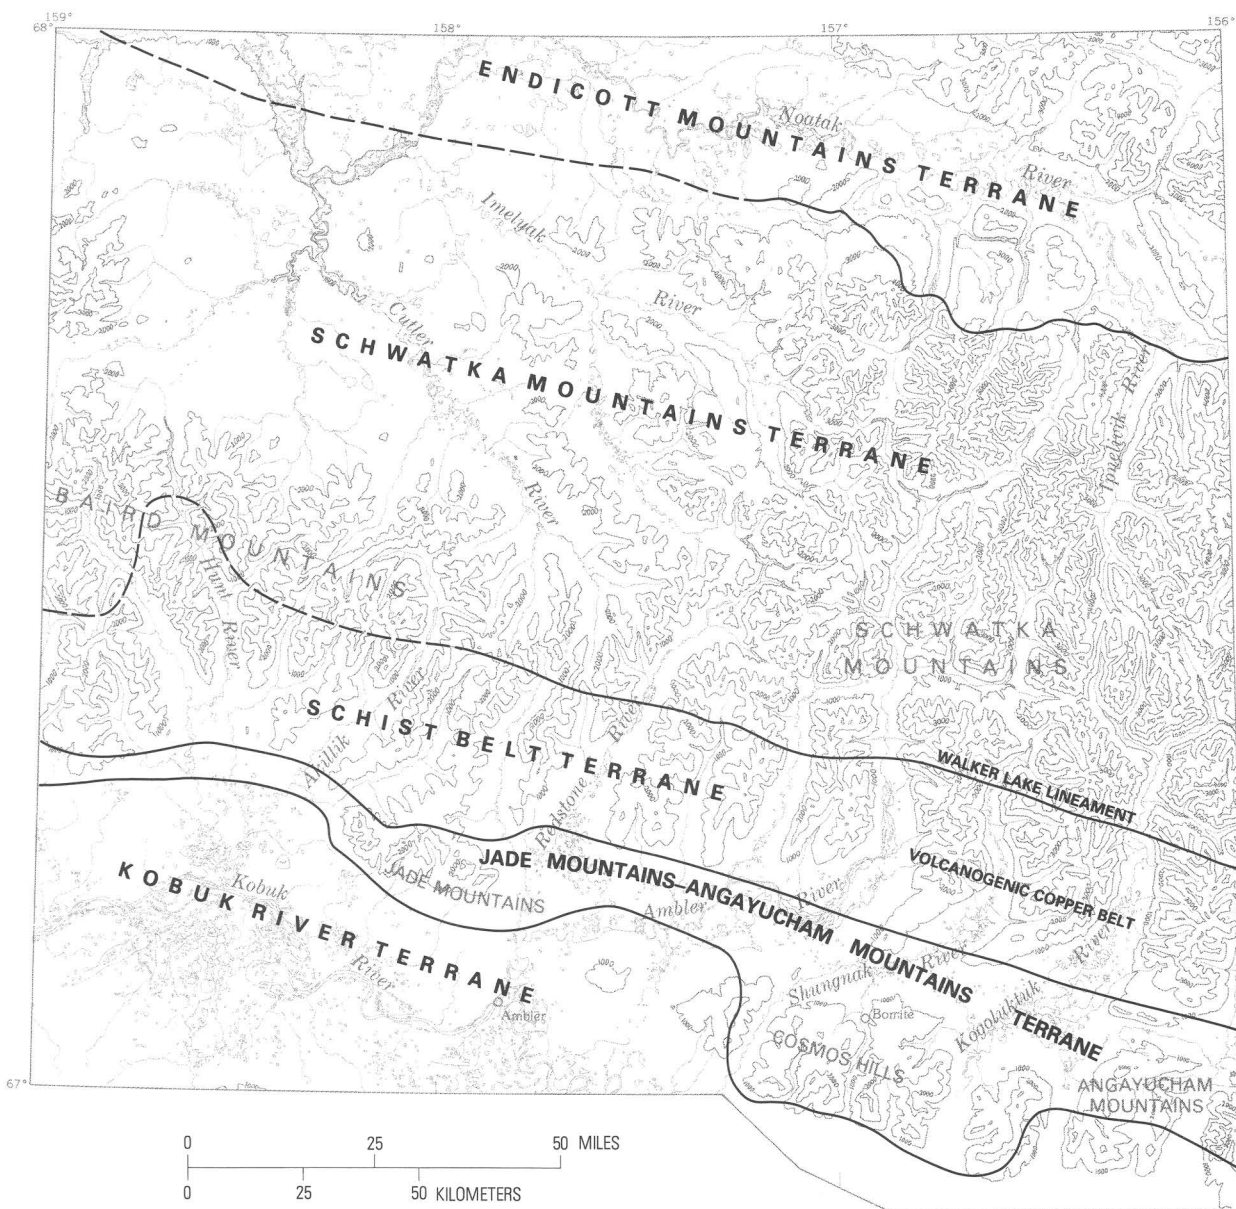 159°
158°
157°
156°
68°
ENDICOTT MOUNTAINS TERRANE
Noatak
River
Imelyak
River
Cutler
River
SCHWATKA MOUNTAINS TERRANE
Ipnelivik River
BAIRD MOUNTAINS
Hunt
River
SCHWATKA
MOUNTAINS
Akillik
River
SCHIST BELT TERRANE
Redstone
River
WALKER LAKE LINEAMENT
VOLCANOGENIC COPPER BELT
JADE MOUNTAINS–ANGAYUCHAM MOUNTAINS TERRANE
JADE MOUNTAINS
Ambler
River
KOBUK RIVER TERRANE
Kobuk
River
Ambler
Shungnak
River
Kogoluktuk
River
Bornite
COSMOS HILLS
ANGAYUCHAM
MOUNTAINS
67°
0 25 50 MILES
0 25 50 KILOMETERS